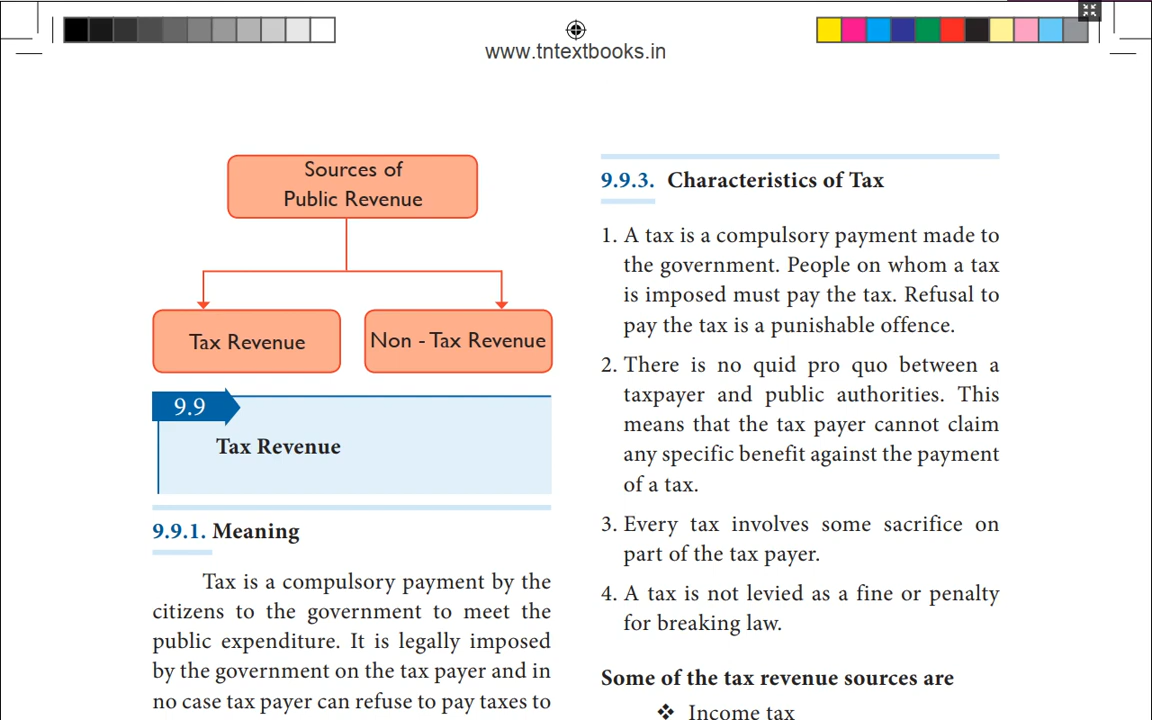 www.tntextbooks.in
Sources of
Public Revenue
Tax Revenue
Non - Tax Revenue
9.9
Tax Revenue
9.9.1. Meaning
Tax is a compulsory payment by the
citizens to the government to meet the
public expenditure. It is legally imposed
by the government on the tax payer and in
no case tax payer can refuse to pay taxes to
9.9.3. Characteristics of Tax
1. A tax is a compulsory payment made to
the government. People on whom a tax
is imposed must pay the tax. Refusal to
pay the tax is a punishable offence.
2. There is no quid pro quo between a
taxpayer and public authorities. This
means that the tax payer cannot claim
any specific benefit against the payment
of a tax.
3. Every tax involves some sacrifice on
part of the tax payer.
4. A tax is not levied as a fine or penalty
for breaking law.
Some of the tax revenue sources are
❖ Income tax